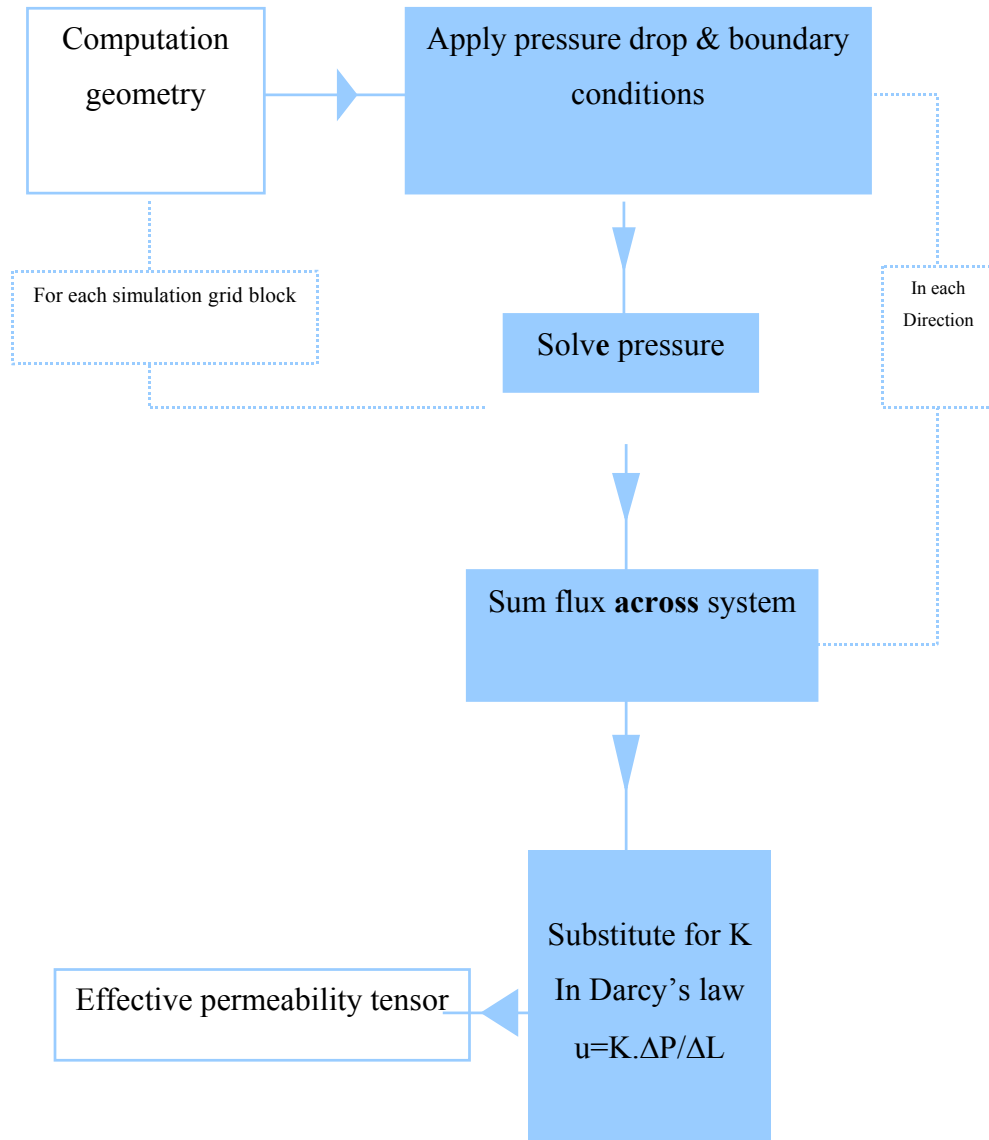 Computation
geometry
Apply pressure drop & boundary
conditions
For each simulation grid block
In each
Direction
Solve pressure
Sum flux across system
Substitute for K
In Darcy’s law
u=K.ΔP/ΔL
Effective permeability tensor